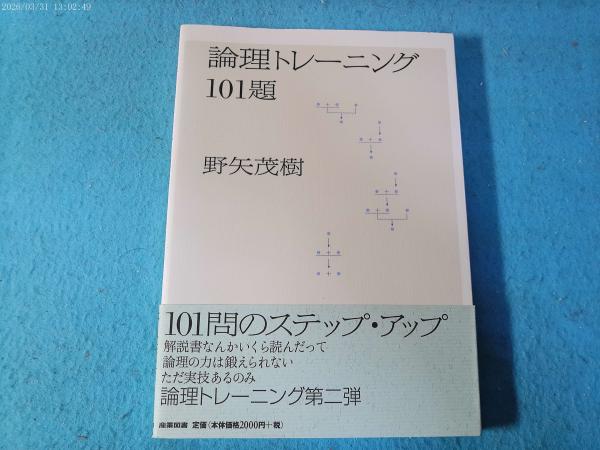 2026/03/31 13:02:49
論理トレーニング
101題
野矢茂樹
101問のステップ・アップ
解説書なんかいくら読んだって
論理の力は鍛えられない
ただ実技あるのみ
論理トレーニング第二弾
産業図書 定価(本体価格2000円+税)